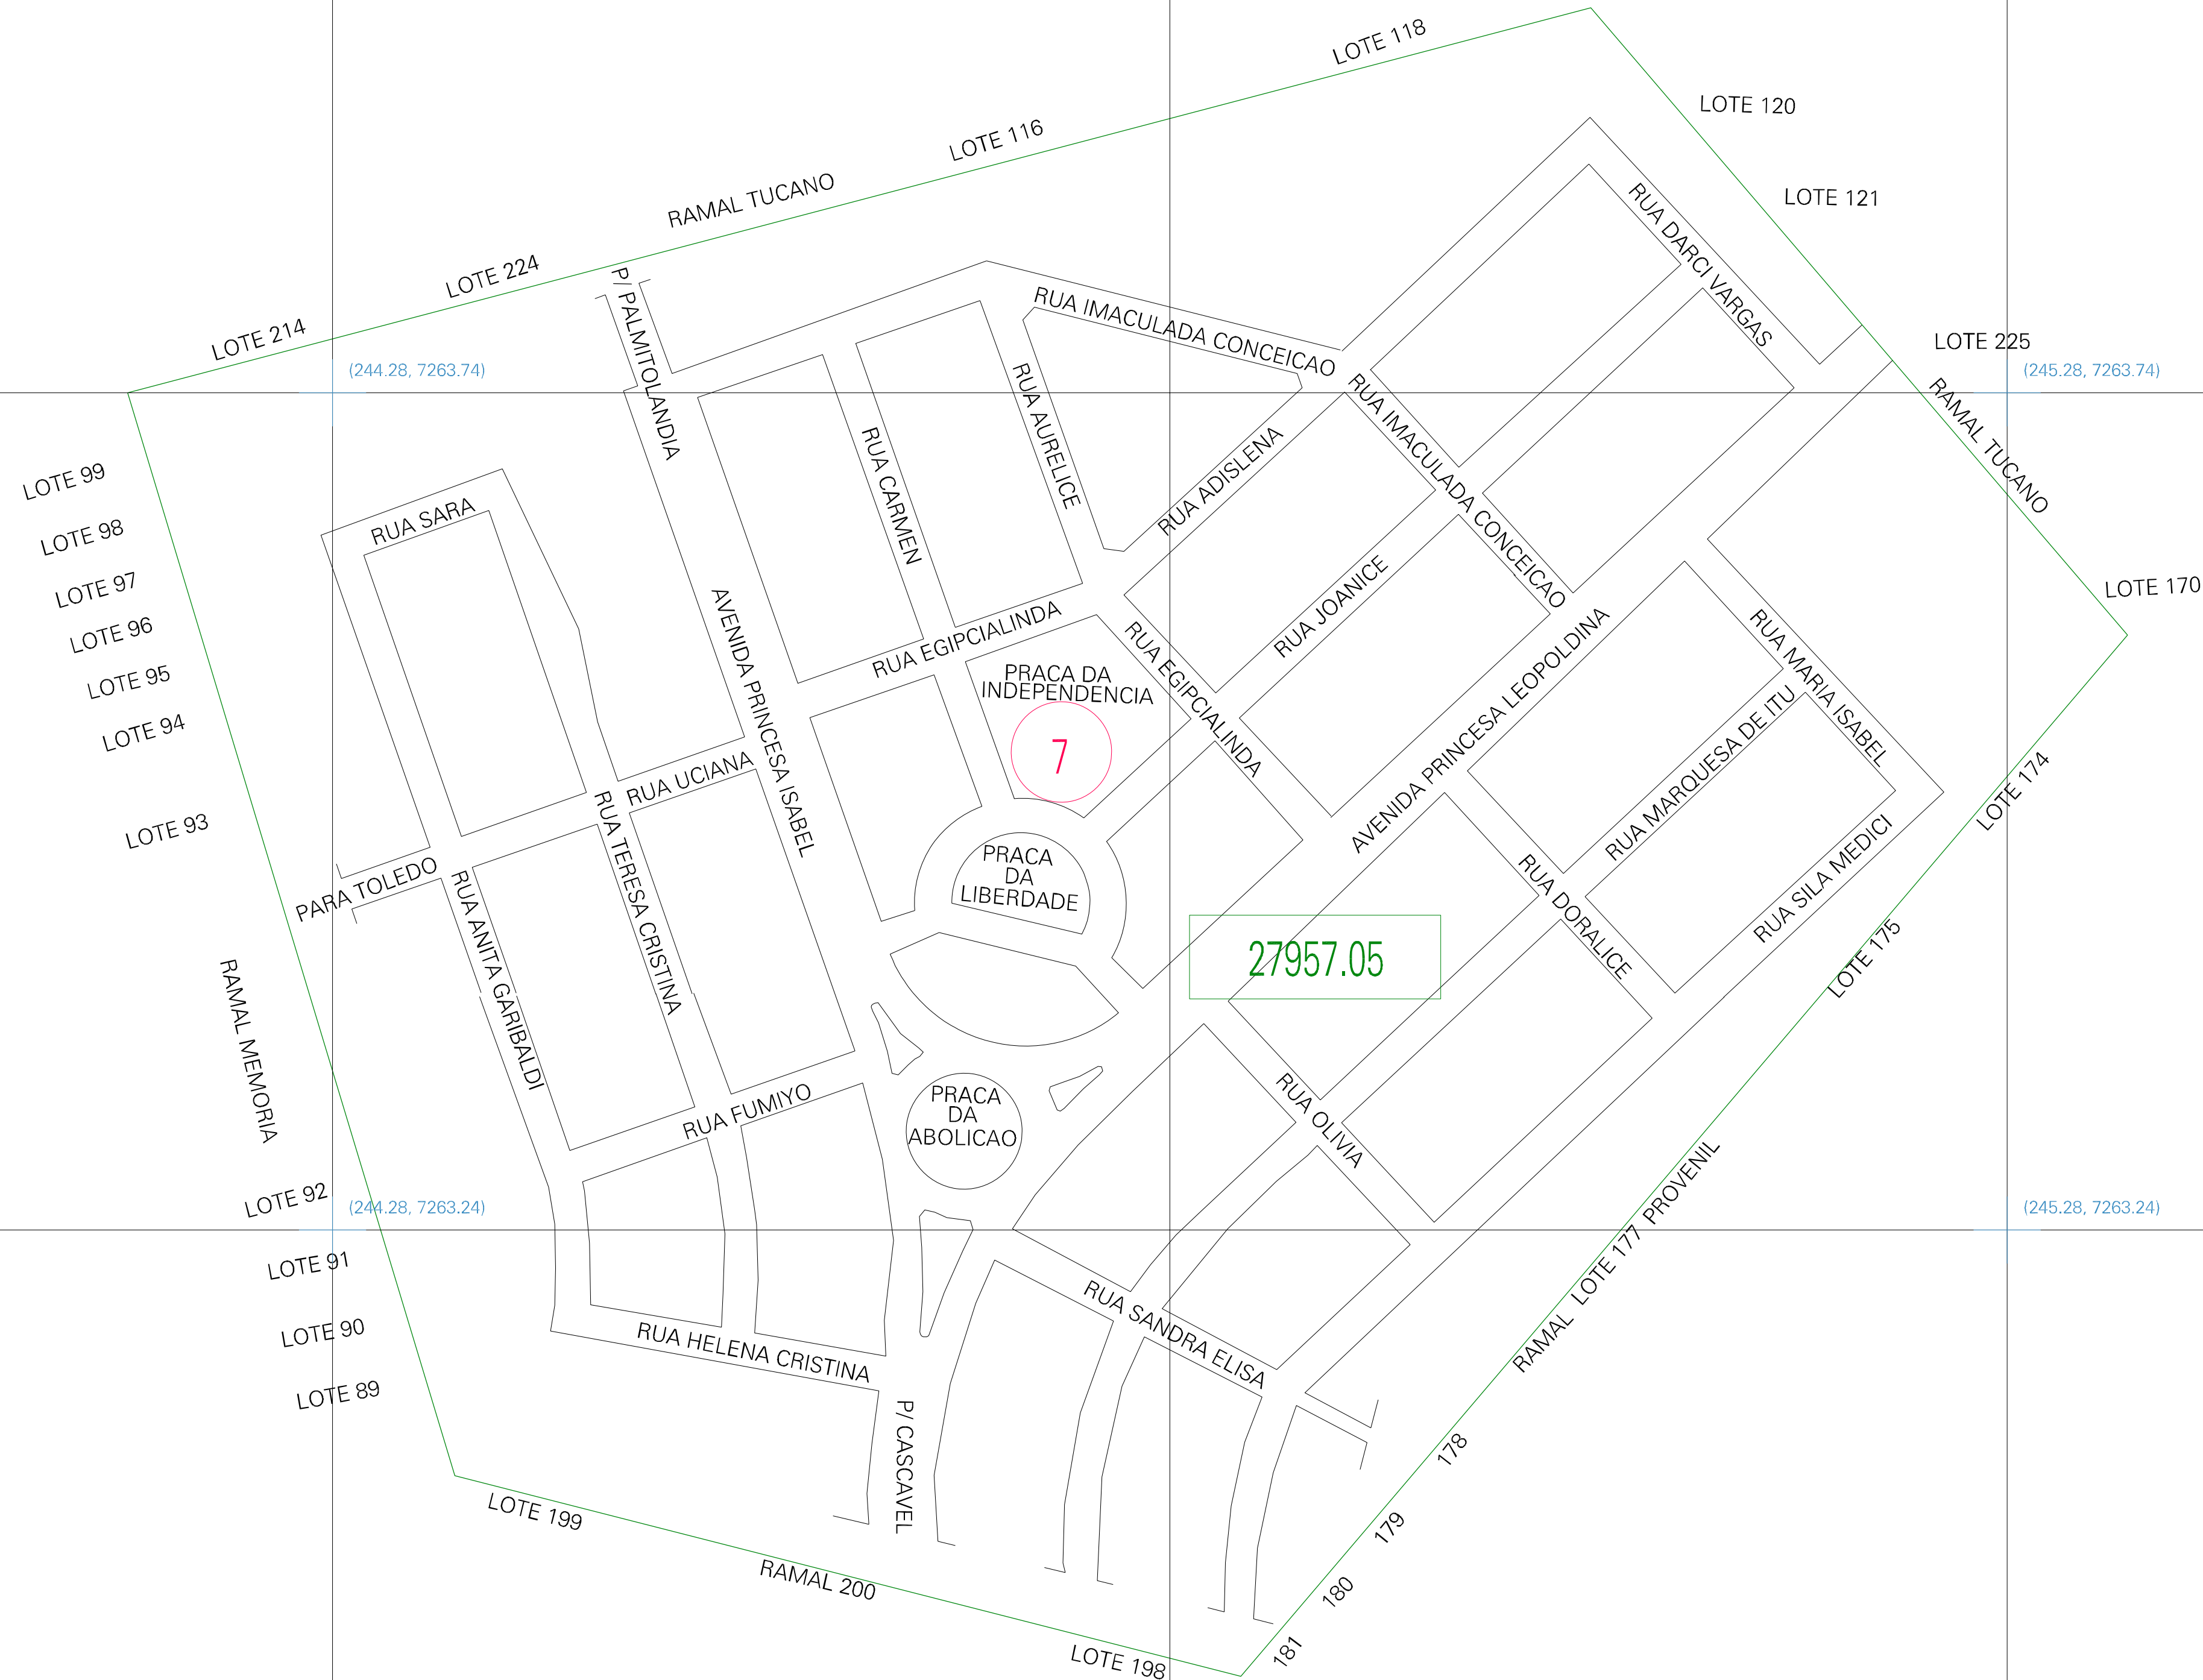 LOTE 118
LOTE 120
LOTE 116
LOTE 121
RAMAL TUCANO
LOTE 224
P/ PALMITOLANDIA
LOTE 214
RUA DARCI VARGAS
RUA IMACULADA CONCEICAO
LOTE 225
(244.28, 7263.74)
(245.28, 7263.74)
RAMAL TUCANO
RUA AURELICE
RUA CARMEN
RUA ADISLENA
RUA IMACULADA CONCEICAO
LOTE 99
LOTE 98
LOTE 97
LOTE 96
LOTE 95
LOTE 94
LOTE 93
RUA SARA
RUA JOANICE
LOTE 170
AVENIDA PRINCESA ISABEL
RUA EGIPCIALINDA
RUA EGIPCIALINDA
PRACA DA
INDEPENDENCIA
7
AVENIDA PRINCESA LEOPOLDINA
RUA MARIA ISABEL
RUA MARQUESA DE ITU
RUA SILA MEDICI
LOTE 174
RUA UCIANA
RUA TERESA CRISTINA
PARA TOLEDO
RUA ANITA GARIBALDI
PRACA
DA
LIBERDADE
RUA DORALICE
LOTE 175
27957.05
RAMAL MEMORIA
RUA FUMIYO
PRACA
DA
ABOLICAO
RUA OLIVIA
LOTE 92
(244.28, 7263.24)
(245.28, 7263.24)
RAMAL LOTE 177 PROVENIL
LOTE 91
LOTE 90
LOTE 89
RUA HELENA CRISTINA
RUA SANDRA ELISA
P/ CASCAVEL
178
179
180
181
LOTE 199
RAMAL 200
LOTE 198